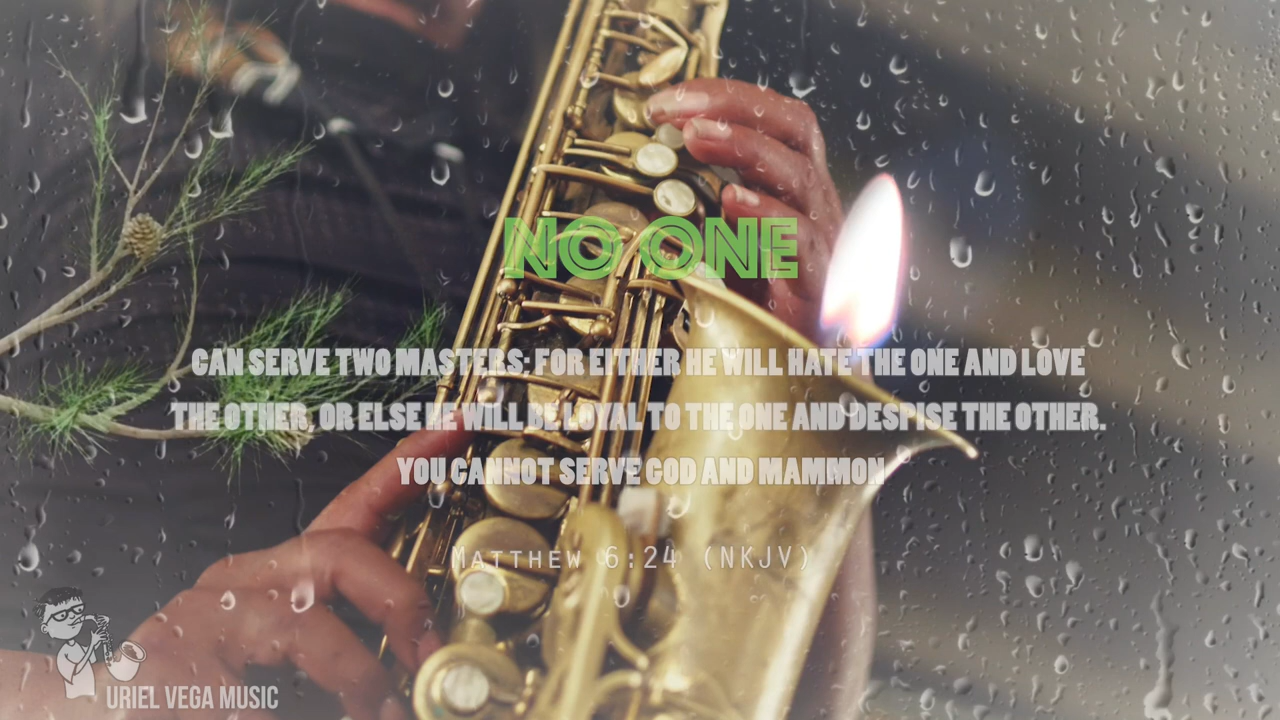 NO ONE
CAN SERVE TWO MASTERS; FOR EITHER HE WILL HATE THE ONE AND LOVE
THE OTHER, OR ELSE HE WILL BE LOYAL TO THE ONE AND DESPISE THE OTHER.
YOU CANNOT SERVE GOD AND MAMMON
MATTHEW 6:24 (NKJV)
URIEL VEGA MUSIC